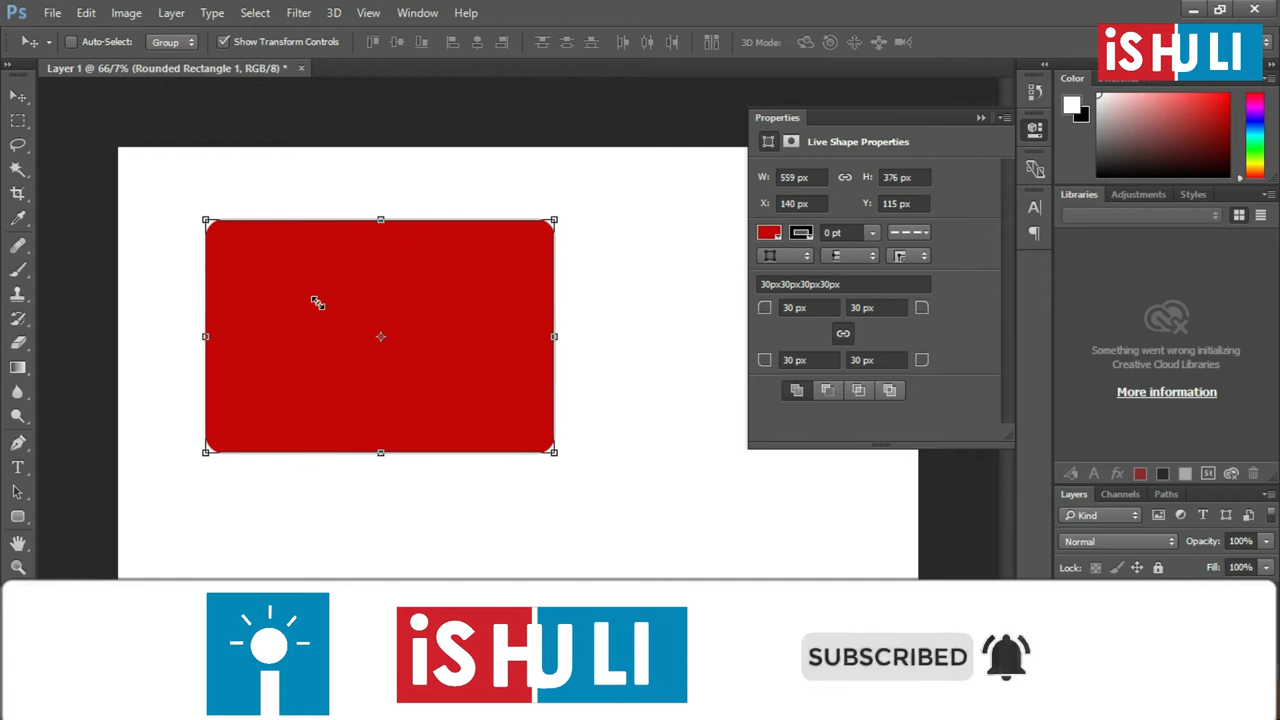 Ps File Edit Image Layer Type Select Filter 3D View Window Help
Auto-Select: Group Show Transform Controls 3D Mode:
iSHULI
Layer 1 @ 66/7% (Rounded Rectangle 1, RGB/8) * ×
Color
Properties
Live Shape Properties
W: 559 px H: 376 px
X: 140 px Y: 115 px
0 pt
30px30px30px30px
30 px 30 px
30 px 30 px
Libraries Adjustments Styles
Something went wrong initializing
Creative Cloud Libraries
More information
St
Layers Channels Paths
Kind
Normal Opacity: 100%
Lock: Fill: 100%
iSHULI
SUBSCRIBED